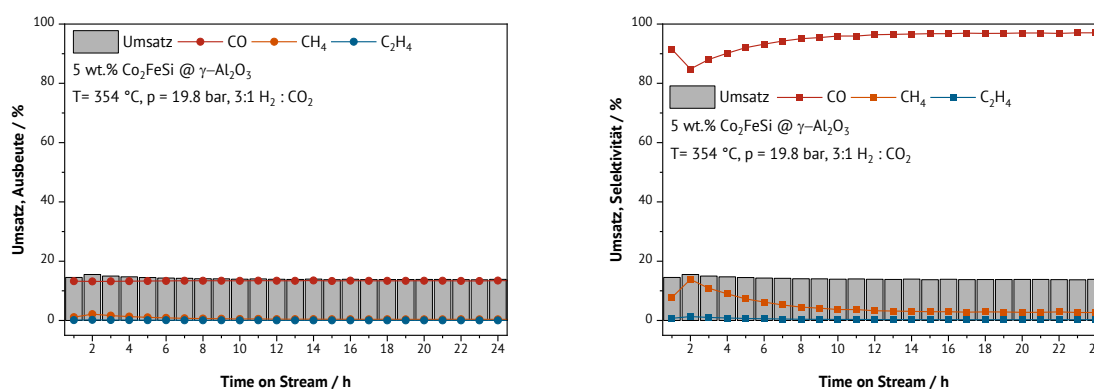 100
80
60
40
20
0
Umsatz, Ausbeute / %
Umsatz CO CH₄ C₂H₄
5 wt.% Co₂FeSi @ γ–Al₂O₃
T= 354 °C, p = 19.8 bar, 3:1 H₂ : CO₂
2 4 6 8 10 12 14 16 18 20 22 24
Time on Stream / h
100
80
60
40
20
0
Umsatz, Selektivität / %
Umsatz CO CH₄ C₂H₄
5 wt.% Co₂FeSi @ γ–Al₂O₃
T= 354 °C, p = 19.8 bar, 3:1 H₂ : CO₂
2 4 6 8 10 12 14 16 18 20 22
Time on Stream / h